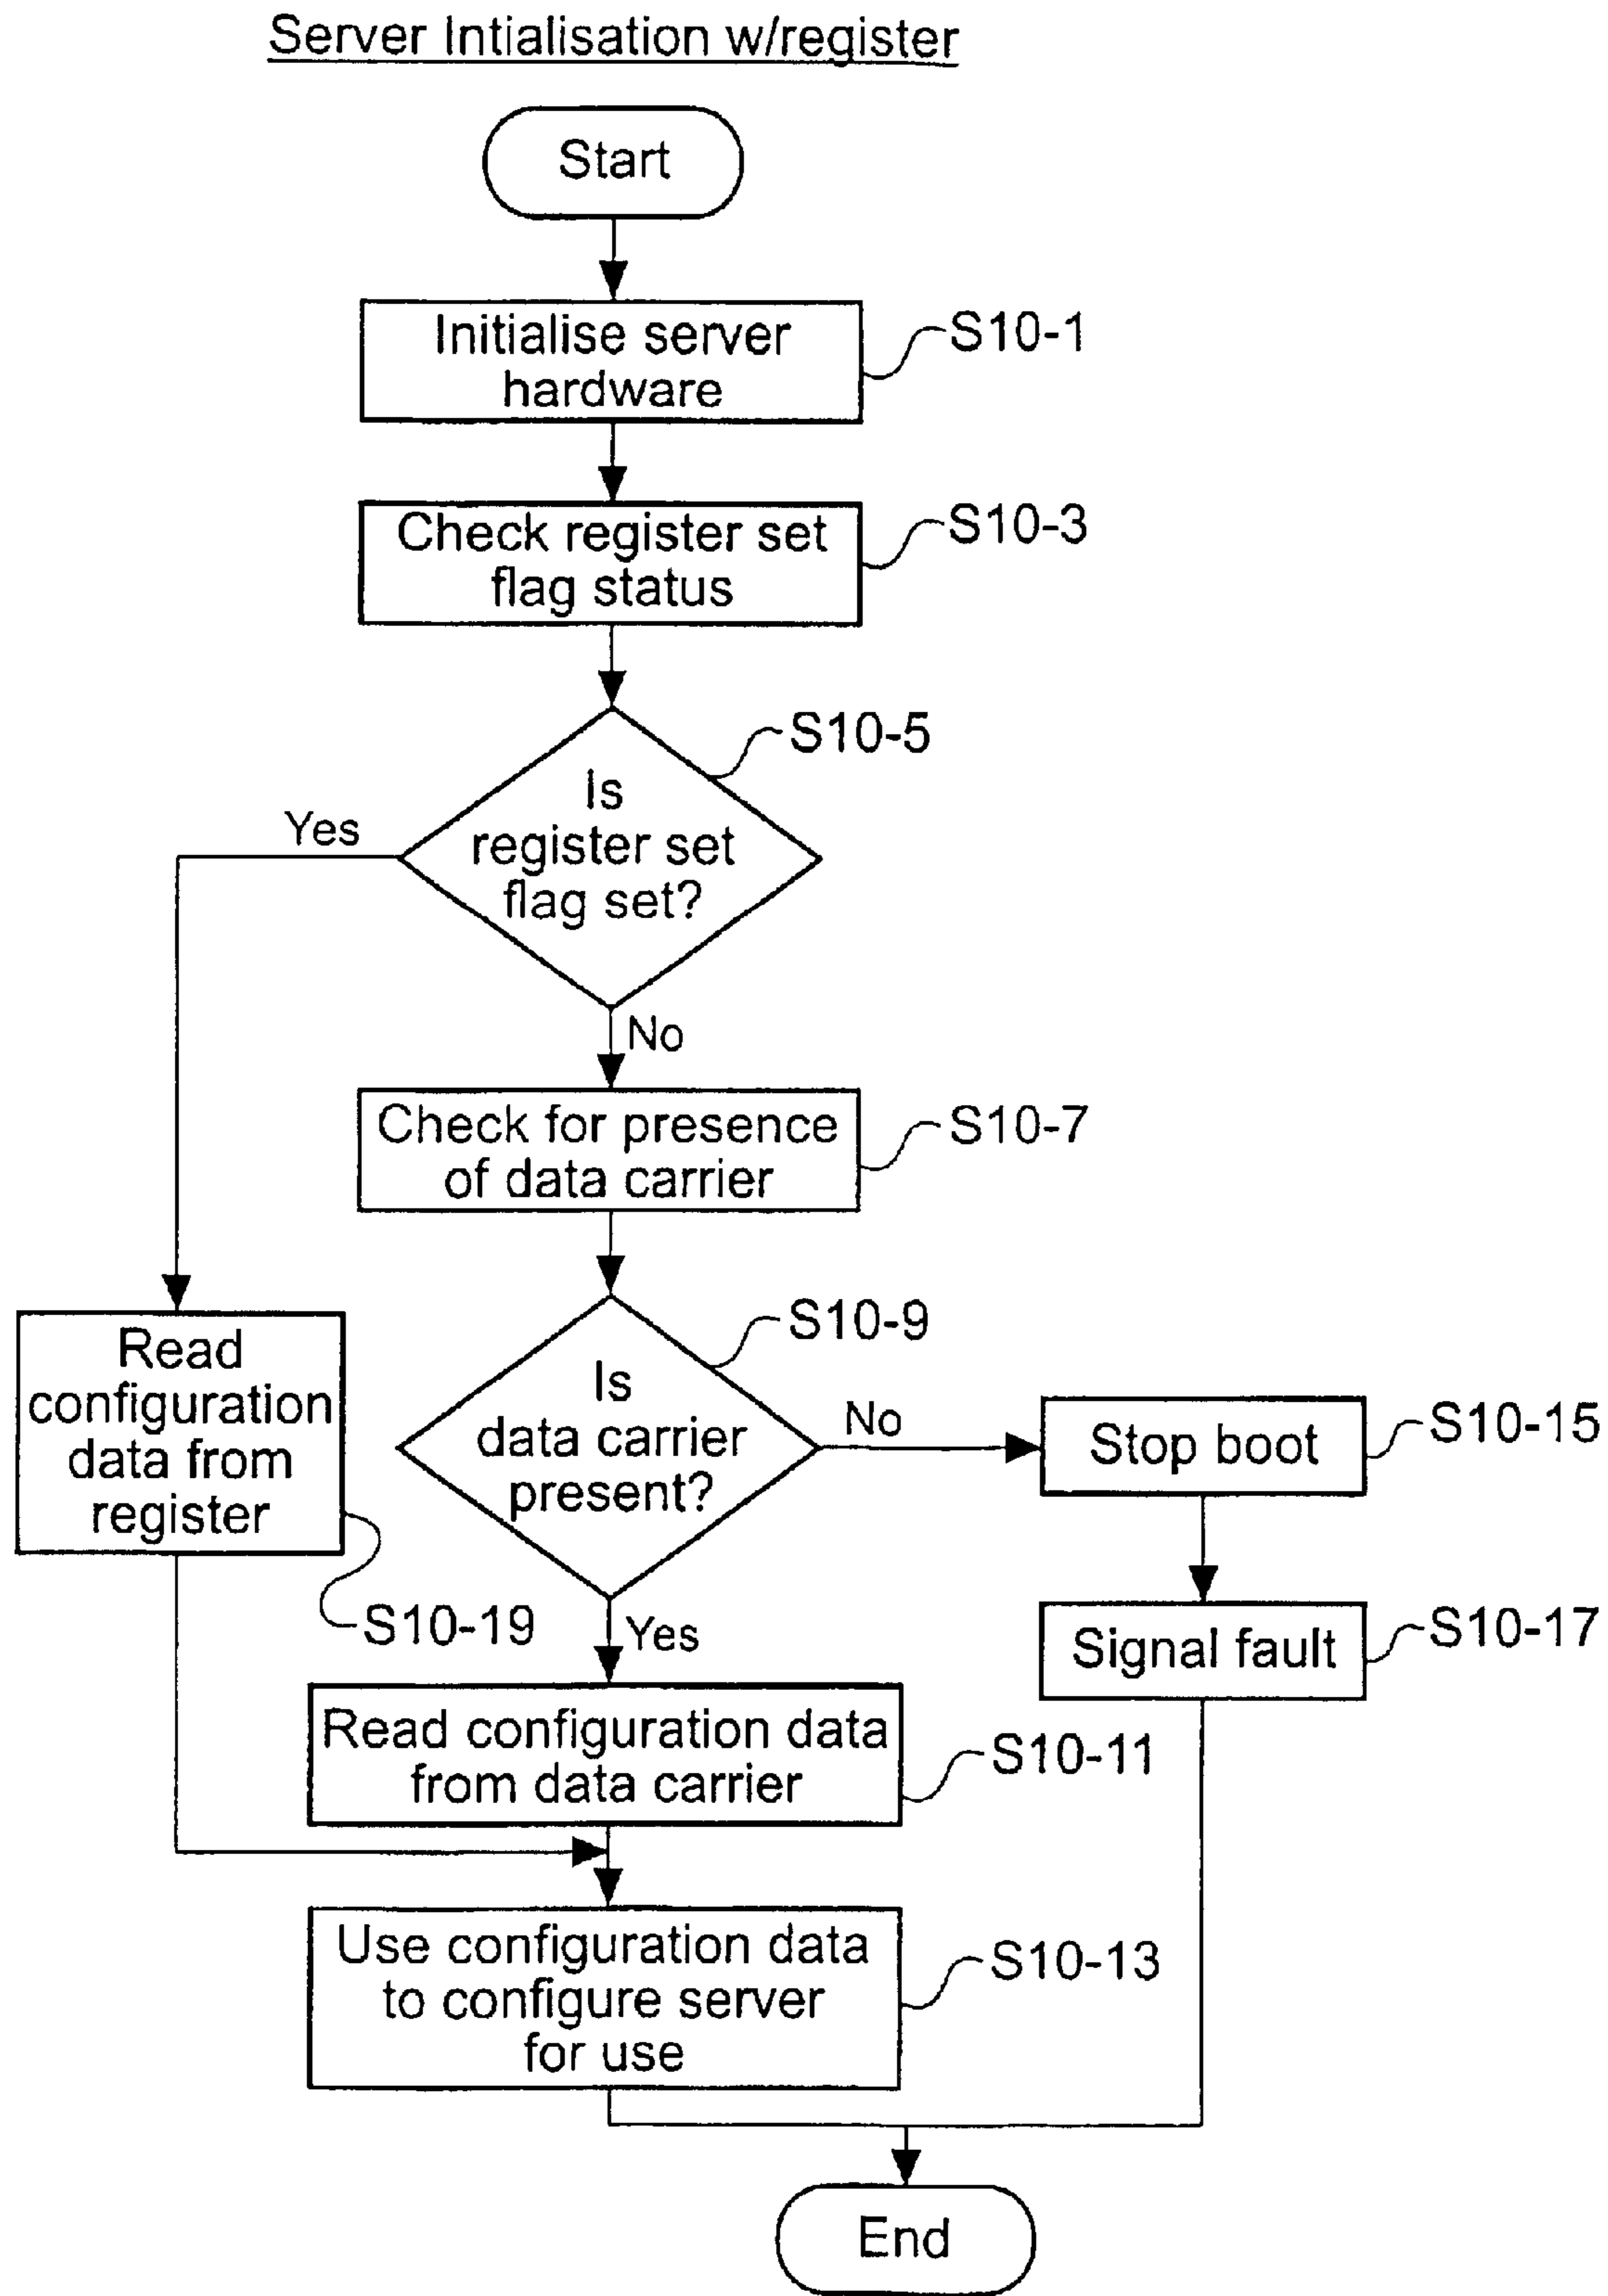 Server Intialisation w/register
Start
Initialise server
hardware
S10-1
Check register set
flag status
S10-3
S10-5
Is
register set
flag set?
Yes
No
Check for presence
of data carrier
S10-7
S10-9
Is
data carrier
present?
No
Stop boot
S10-15
Read
configuration
data from
register
S10-19
Yes
Signal fault
S10-17
Read configuration data
from data carrier
S10-11
Use configuration data
to configure server
for use
S10-13
End